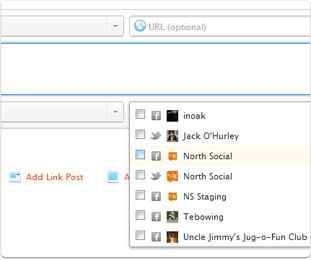 URL (optional)
inoak
Jack O'Hurley
North Social
North Social
Add Link Post
NS Staging
Tebowing
Uncle Jimmy's Jug-o-Fun Club